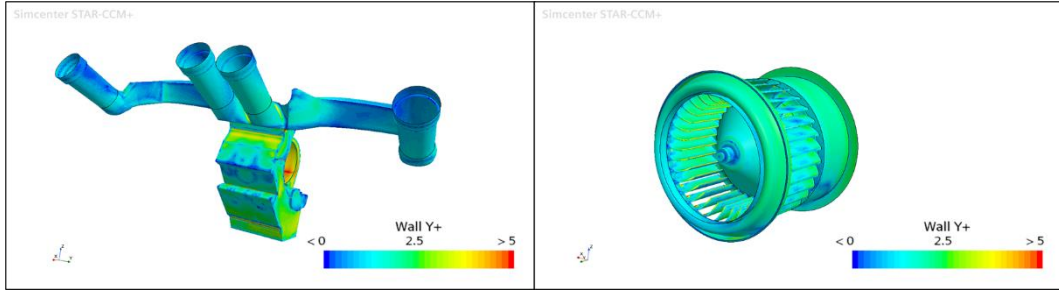 Simcenter STAR-CCM+
Wall Y+
< 0 2.5 > 5
Simcenter STAR-CCM+
Wall Y+
< 0 2.5 > 5